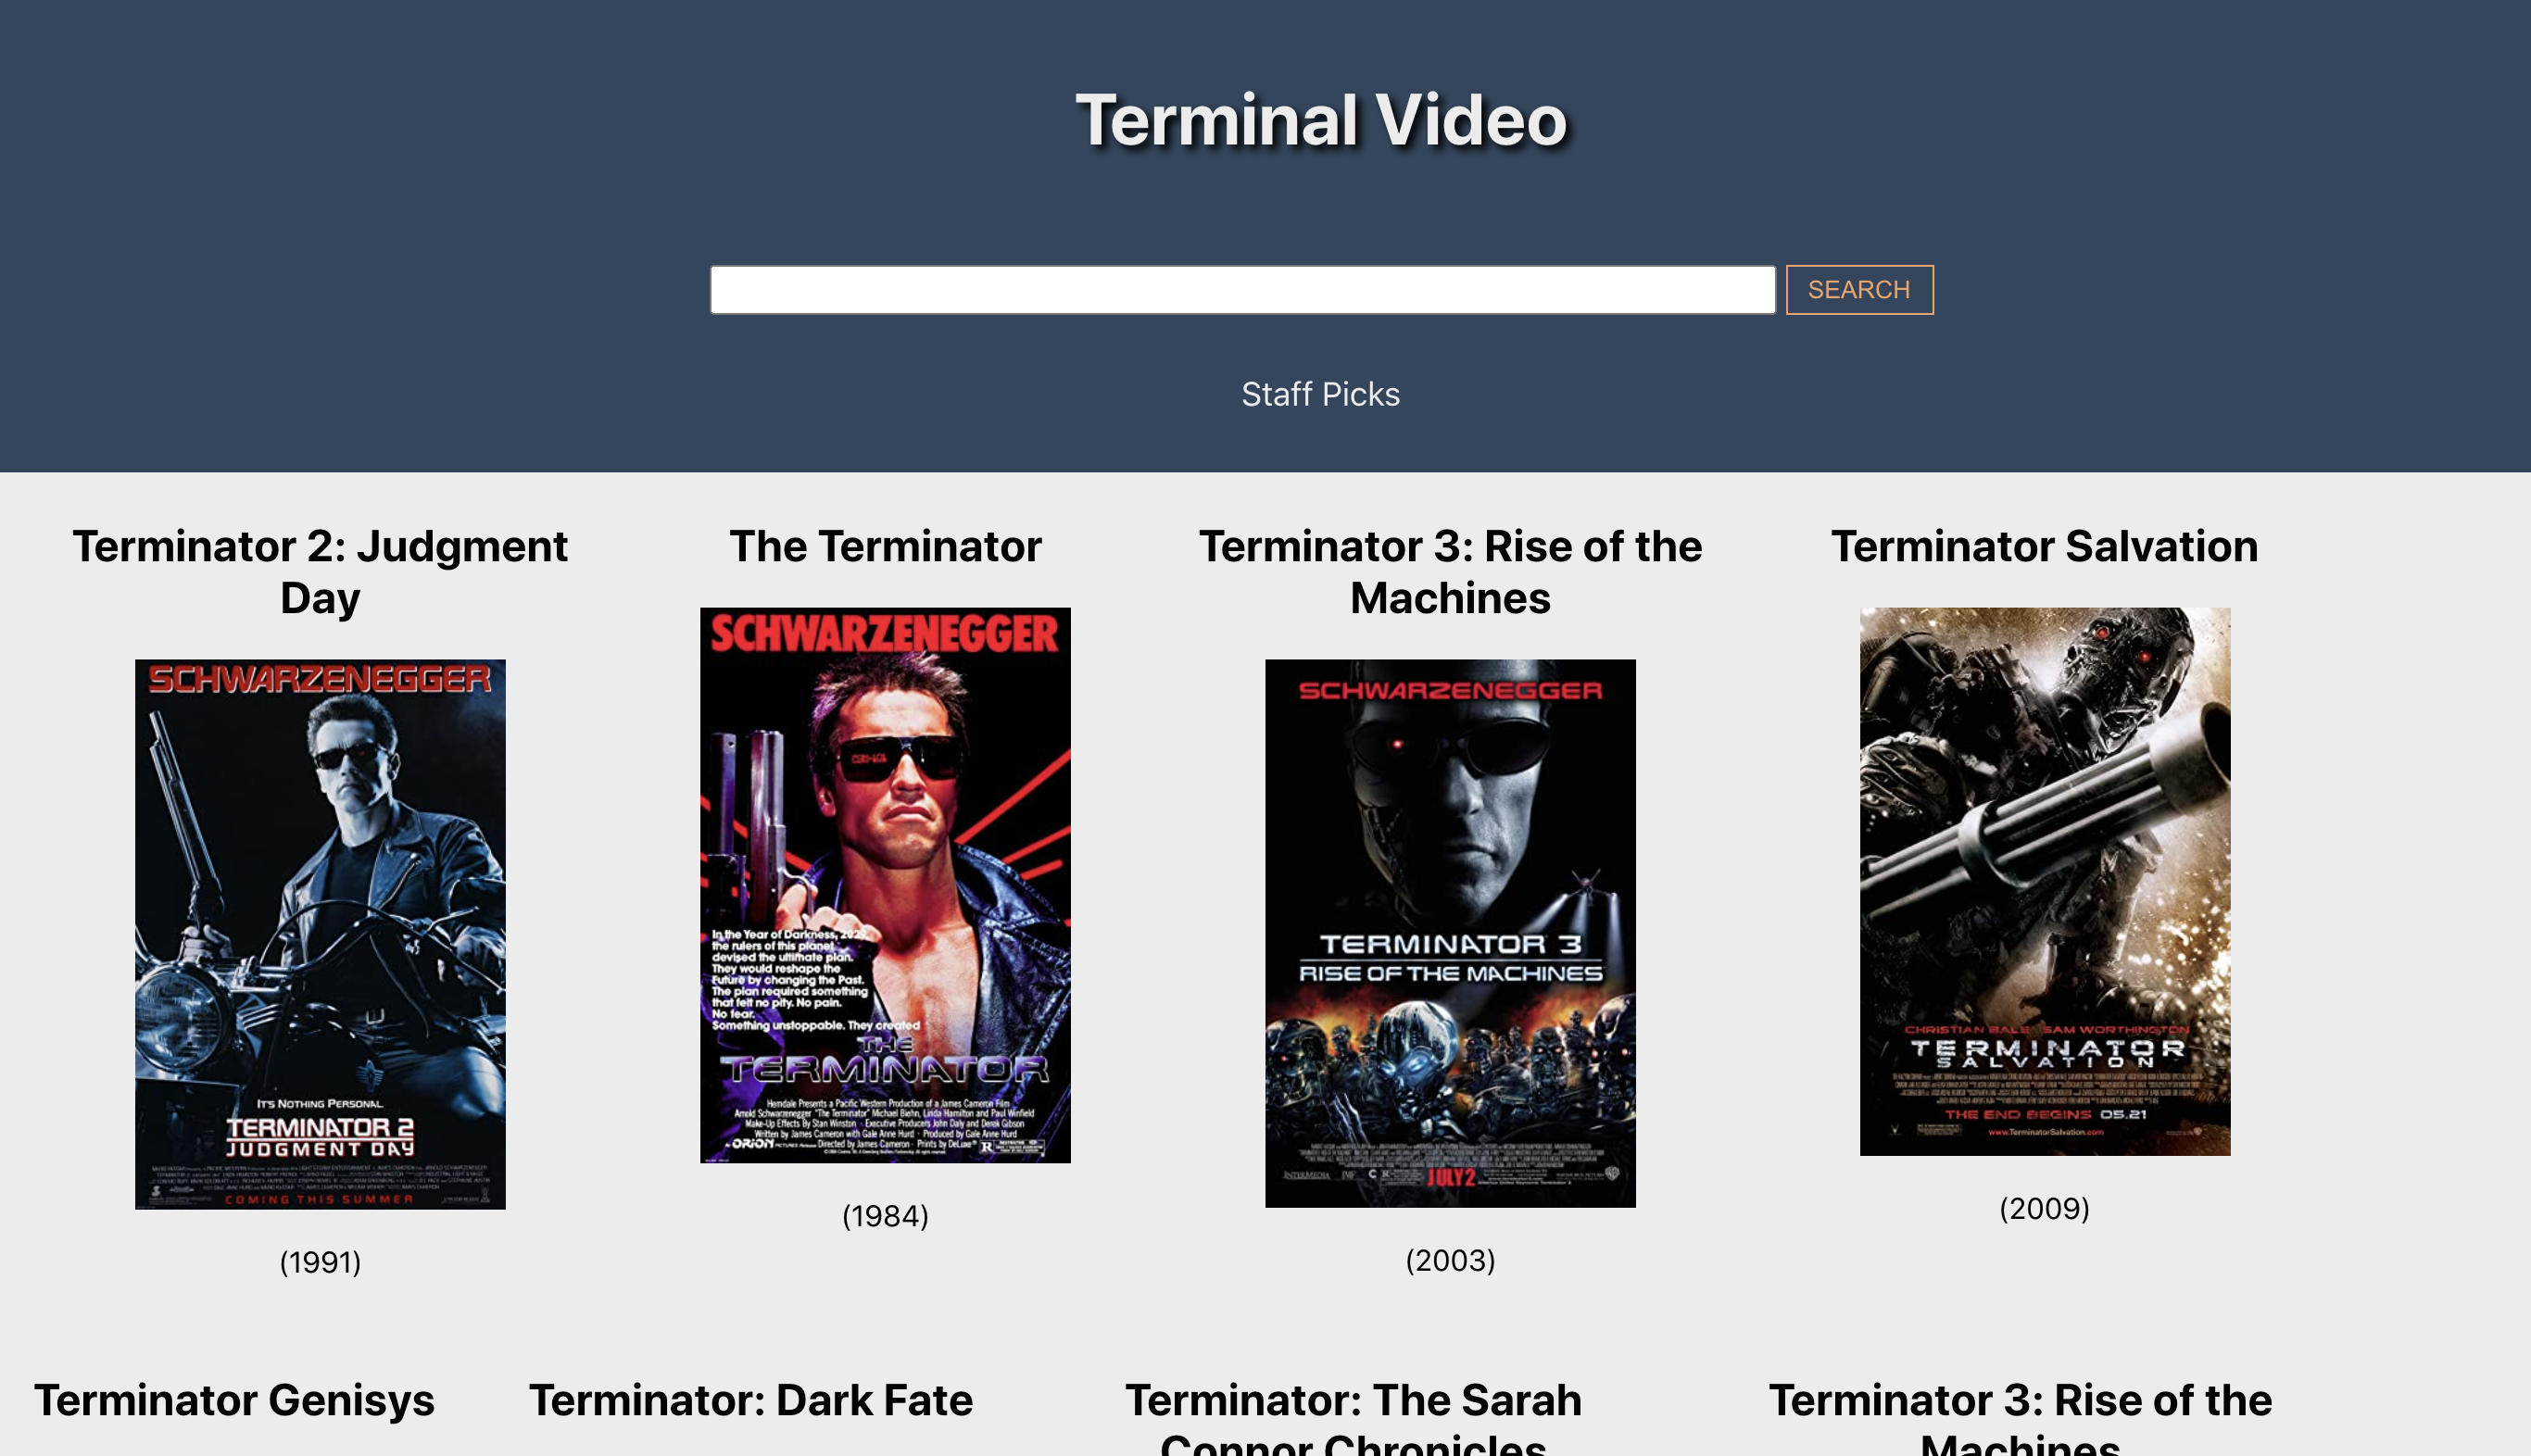 Terminal Video
SEARCH
Staff Picks
Terminator 2: Judgment
Day
SCHWARZENEGGER
IT'S NOTHING PERSONAL.
TERMINATOR 2
JUDGMENT DAY
COMING THIS SUMMER
(1991)
The Terminator
SCHWARZENEGGER
In the Year of Darkness, 2029,
the rulers of this planet
devised the ultimate plan.
They would reshape the
Future by changing the Past.
The plan required something
that felt no pity. No pain.
No fear.
Something unstoppable. They created
THE
TERMINATOR
Hemdale Presents a Pacific Western Production of a James Cameron Film
Arnold Schwarzenegger "The Terminator" Michael Biehn, Linda Hamilton and Paul Winfield
Make-Up Effects By Stan Winston · Executive Producers John Daly and Derek Gibson
Written by James Cameron with Gale Anne Hurd · Produced by Gale Anne Hurd
ORION PICTURES Release Directed by James Cameron · Prints by DeLuxe® R RESTRICTED
(1984)
Terminator 3: Rise of the
Machines
SCHWARZENEGGER
TERMINATOR 3
RISE OF THE MACHINES
INTERMEDIA IMF
JULY 2
(2003)
Terminator Salvation
CHRISTIAN BALE SAM WORTHINGTON
TERMINATOR
SALVATION
THE END BEGINS 05.21
www.TerminatorSalvation.com
(2009)
Terminator Genisys
Terminator: Dark Fate
Terminator: The Sarah
Connor Chronicles
Terminator 3: Rise of the
Machines